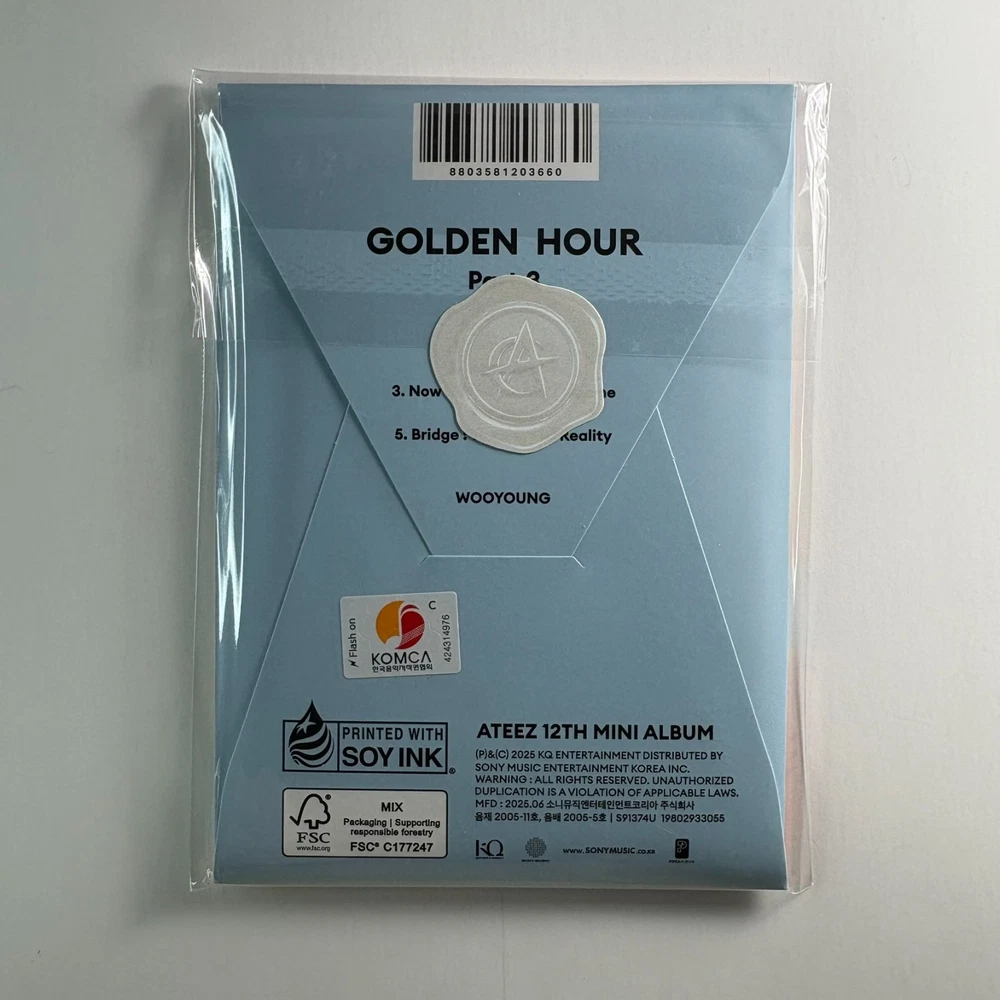 8803581203660
GOLDEN HOUR
3. Now
5. Bridge : Reality
WOOYOUNG
Flash on
C
KOMCA
한국음악저작권협회
424314976
PRINTED WITH
SOY INK
FSC
www.fsc.org
MIX
Packaging | Supporting
responsible forestry
FSC® C177247
ATEEZ 12TH MINI ALBUM
(P)&(C) 2025 KQ ENTERTAINMENT DISTRIBUTED BY
SONY MUSIC ENTERTAINMENT KOREA INC.
WARNING : ALL RIGHTS RESERVED. UNAUTHORIZED
DUPLICATION IS A VIOLATION OF APPLICABLE LAWS.
MFD : 2025.06 소니뮤직엔터테인먼트코리아 주식회사
음제 2005-11호, 음배 2005-5호 | S91374U 19802933055
KQ
www.SONYMUSIC.co.kr